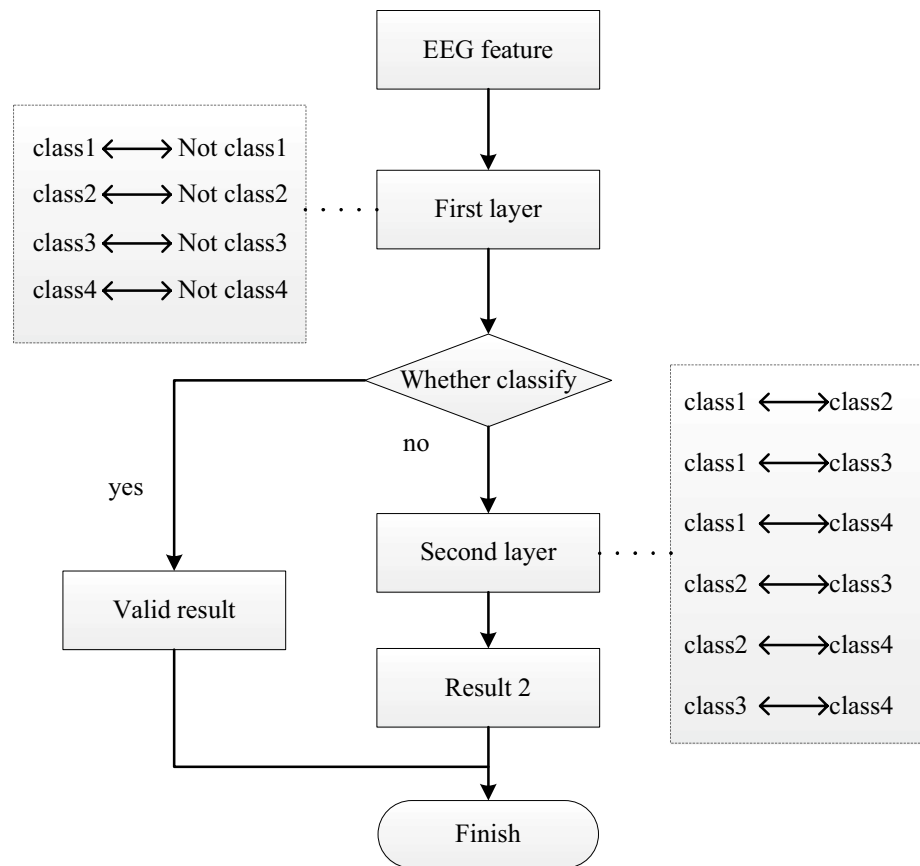 EEG feature
class1 Not class1
class2 Not class2
class3 Not class3
class4 Not class4
First layer
Whether classify
yes
no
class1 class2
class1 class3
class1 class4
class2 class3
class2 class4
class3 class4
Second layer
Valid result
Result 2
Finish